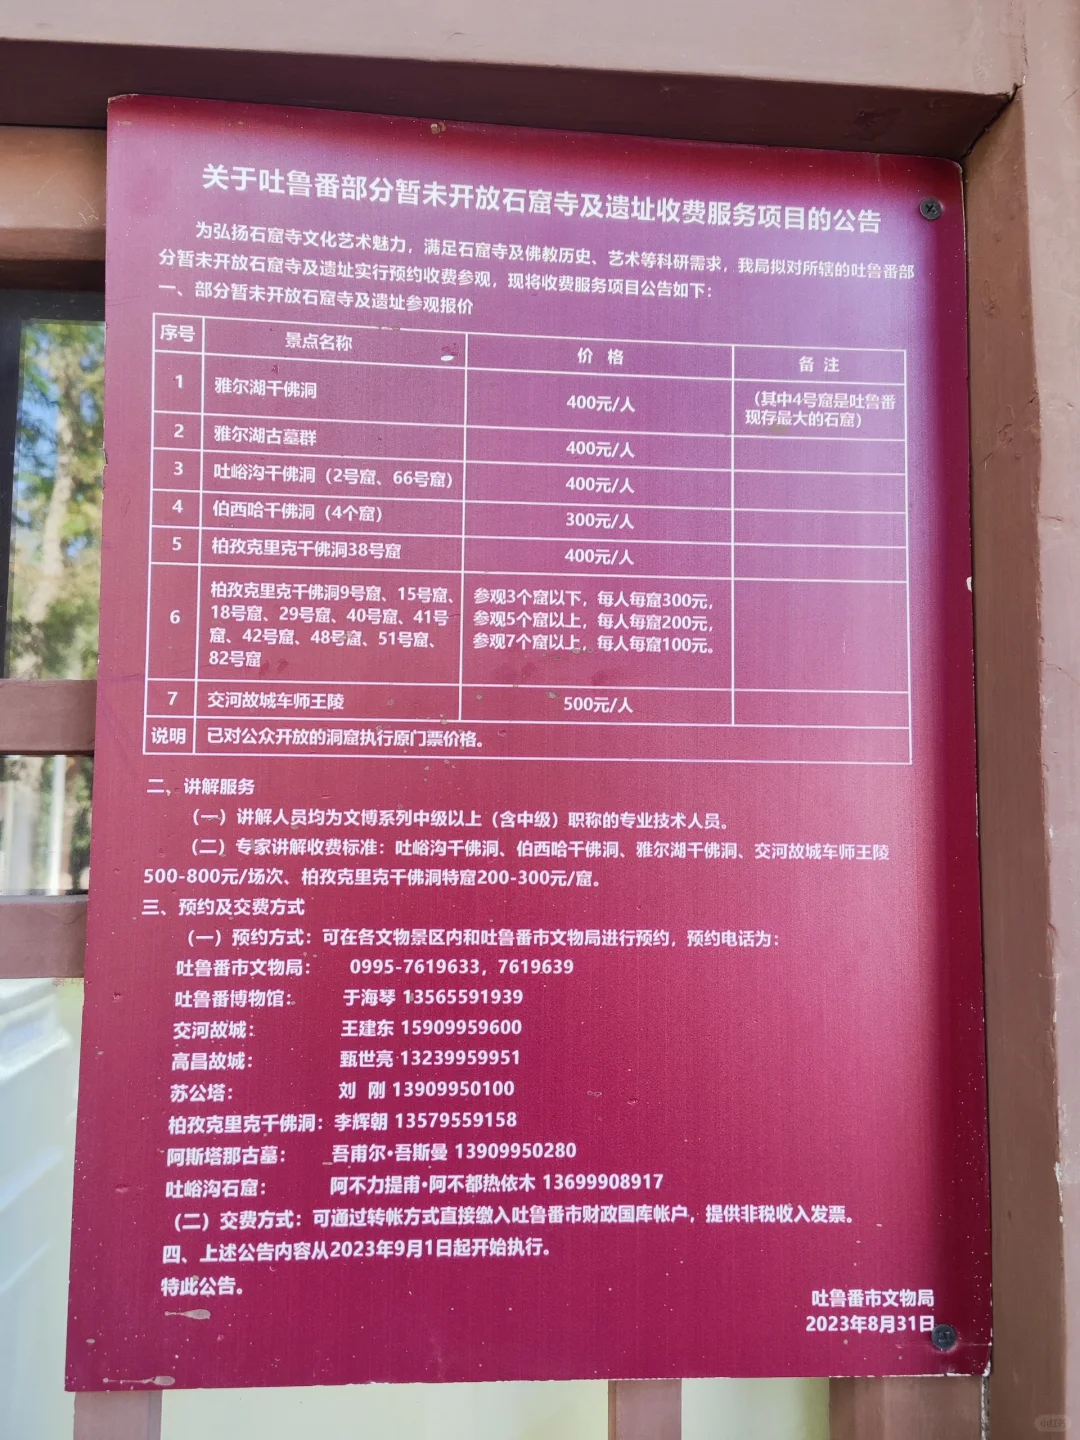 关于吐鲁番部分暂未开放石窟寺及遗址收费服务项目的公告
为弘扬石窟寺文化艺术魅力，满足石窟寺及佛教历史、艺术等科研需求，我局拟对所辖的吐鲁番部
分暂未开放石窟寺及遗址实行预约收费参观，现将收费服务项目公告如下：
一、部分暂未开放石窟寺及遗址参观报价
序号 景点名称 价 格 备 注
1 雅尔湖千佛洞 400元/人 （其中4号窟是吐鲁番
现存最大的石窟）
2 雅尔湖古墓群 400元/人
3 吐峪沟千佛洞（2号窟、66号窟） 400元/人
4 伯西哈千佛洞（4个窟） 300元/人
5 柏孜克里克千佛洞38号窟 400元/人
6 柏孜克里克千佛洞9号窟、15号窟、
18号窟、29号窟、40号窟、41号
窟、42号窟、48号窟、51号窟、
82号窟
参观3个窟以下，每人每窟300元，
参观5个窟以上，每人每窟200元，
参观7个窟以上，每人每窟100元。
7 交河故城车师王陵 500元/人
说明 已对公众开放的洞窟执行原门票价格。
二、讲解服务
（一）讲解人员均为文博系列中级以上（含中级）职称的专业技术人员。
（二）专家讲解收费标准：吐峪沟千佛洞、伯西哈千佛洞、雅尔湖千佛洞、交河故城车师王陵
500-800元/场次、柏孜克里克千佛洞特窟200-300元/窟。
三、预约及交费方式
（一）预约方式：可在各文物景区内和吐鲁番市文物局进行预约，预约电话为：
吐鲁番市文物局： 0995-7619633，7619639
吐鲁番博物馆： 于海琴 13565591939
交河故城： 王建东 15909959600
高昌故城： 甄世亮 13239959951
苏公塔： 刘 刚 13909950100
柏孜克里克千佛洞：李辉朝 13579559158
阿斯塔那古墓： 吾甫尔·吾斯曼 13909950280
吐峪沟石窟： 阿不力提甫·阿不都热依木 13699908917
（二）交费方式：可通过转帐方式直接缴入吐鲁番市财政国库帐户，提供非税收入发票。
四、上述公告内容从2023年9月1日起开始执行。
特此公告。
吐鲁番市文物局
2023年8月31日